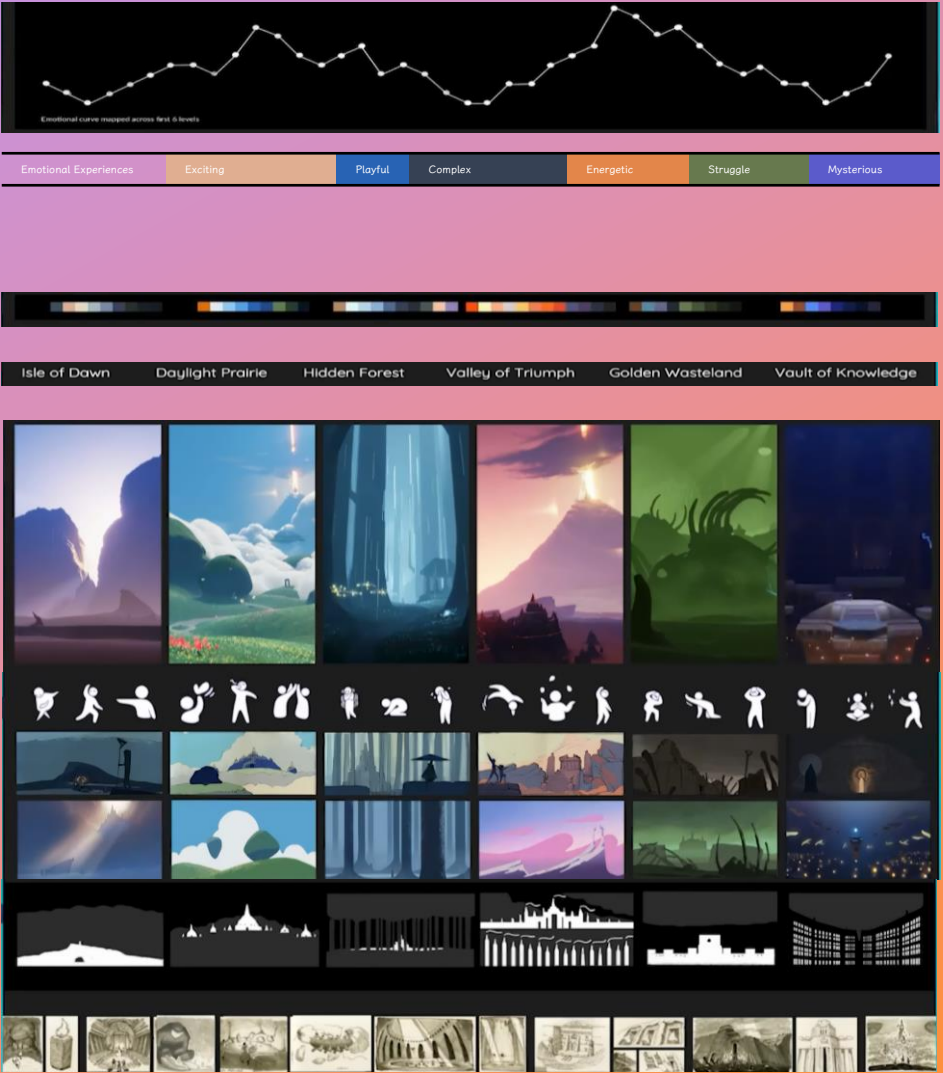 Emotional curve mapped across first 6 levels
Emotional Experiences Exciting Playful Complex Energetic Struggle Mysterious
Isle of Dawn Daylight Prairie Hidden Forest Valley of Triumph Golden Wasteland Vault of Knowledge